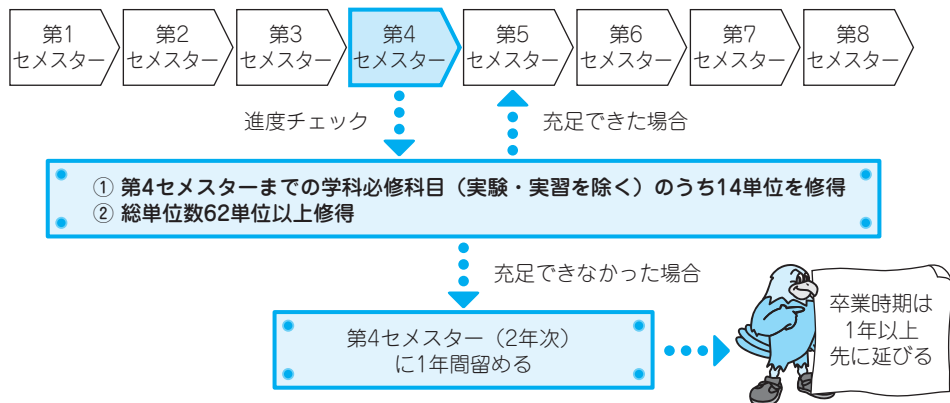 第1
セメスター
第2
セメスター
第3
セメスター
第4
セメスター
第5
セメスター
第6
セメスター
第7
セメスター
第8
セメスター
進度チェック
充足できた場合
① 第4セメスターまでの学科必修科目（実験・実習を除く）のうち14単位を修得
② 総単位数62単位以上修得
充足できなかった場合
第4セメスター（2年次）
に1年間留める
卒業時期は
1年以上
先に延びる